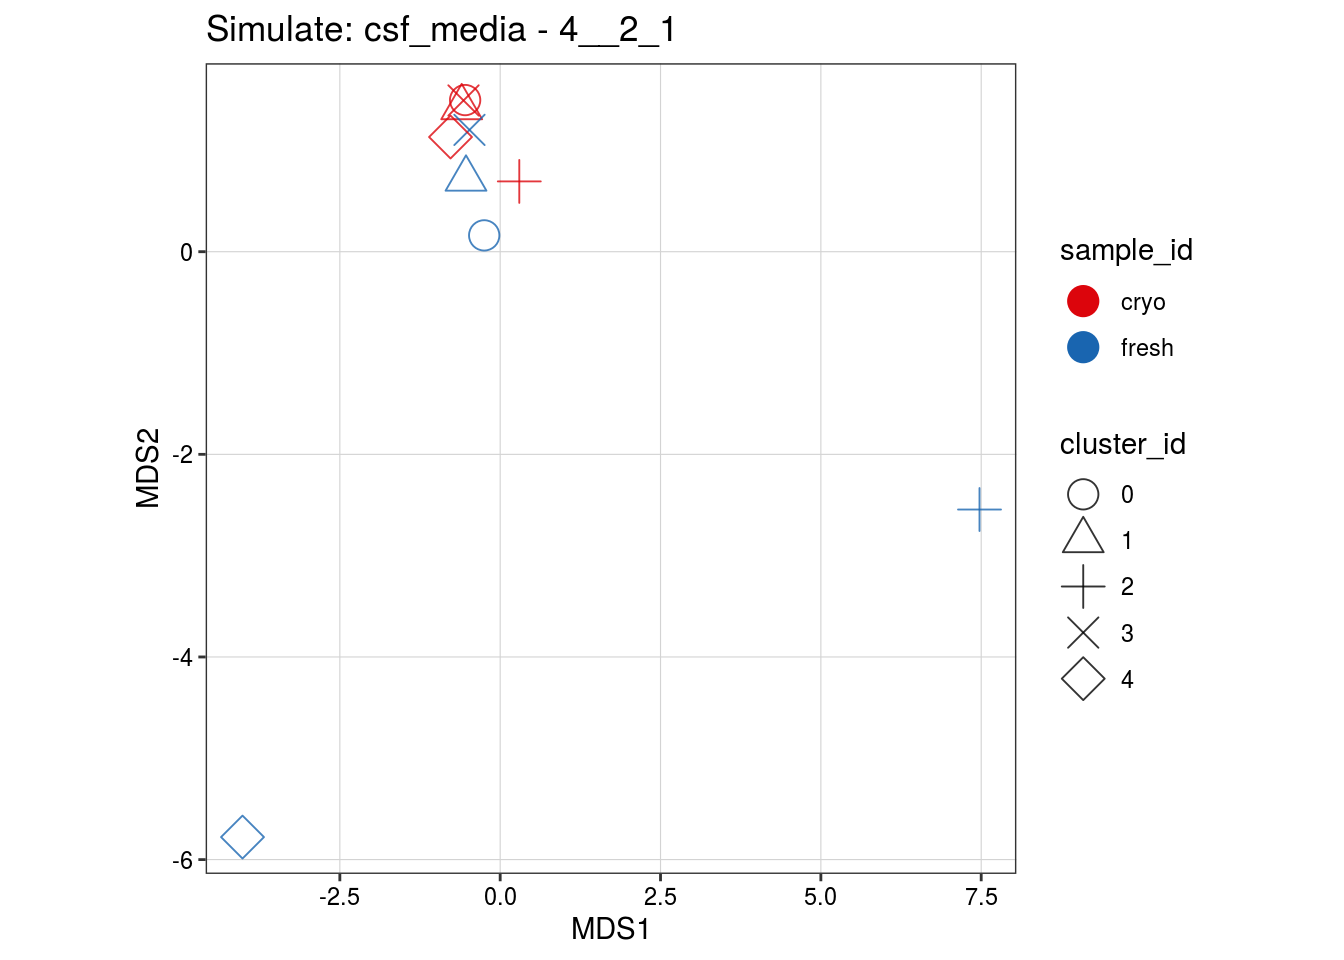 Simulate: csf_media - 4__2_1
MDS2
0
-2
-4
-6
-2.5 0.0 2.5 5.0 7.5
MDS1
sample_id
cryo
fresh
cluster_id
0
1
2
3
4